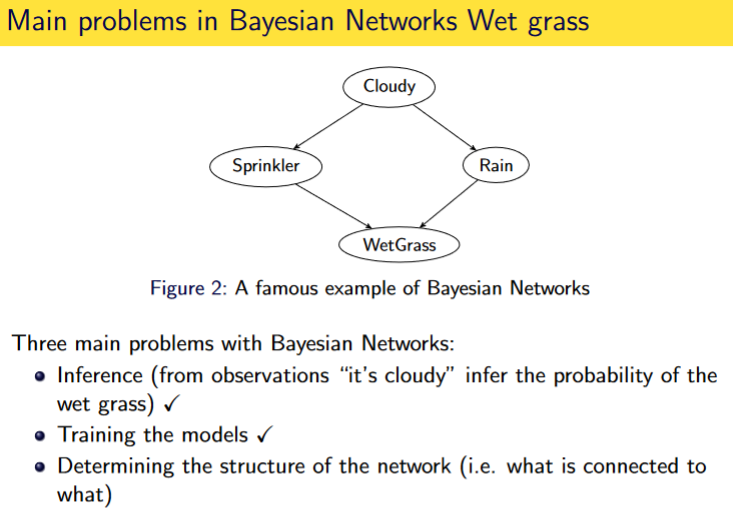 Main problems in Bayesian Networks Wet grass
Cloudy
Sprinkler
Rain
WetGrass
Figure 2: A famous example of Bayesian Networks
Three main problems with Bayesian Networks:
• Inference (from observations “it’s cloudy” infer the probability of the
wet grass) ✓
• Training the models ✓
• Determining the structure of the network (i.e. what is connected to
what)